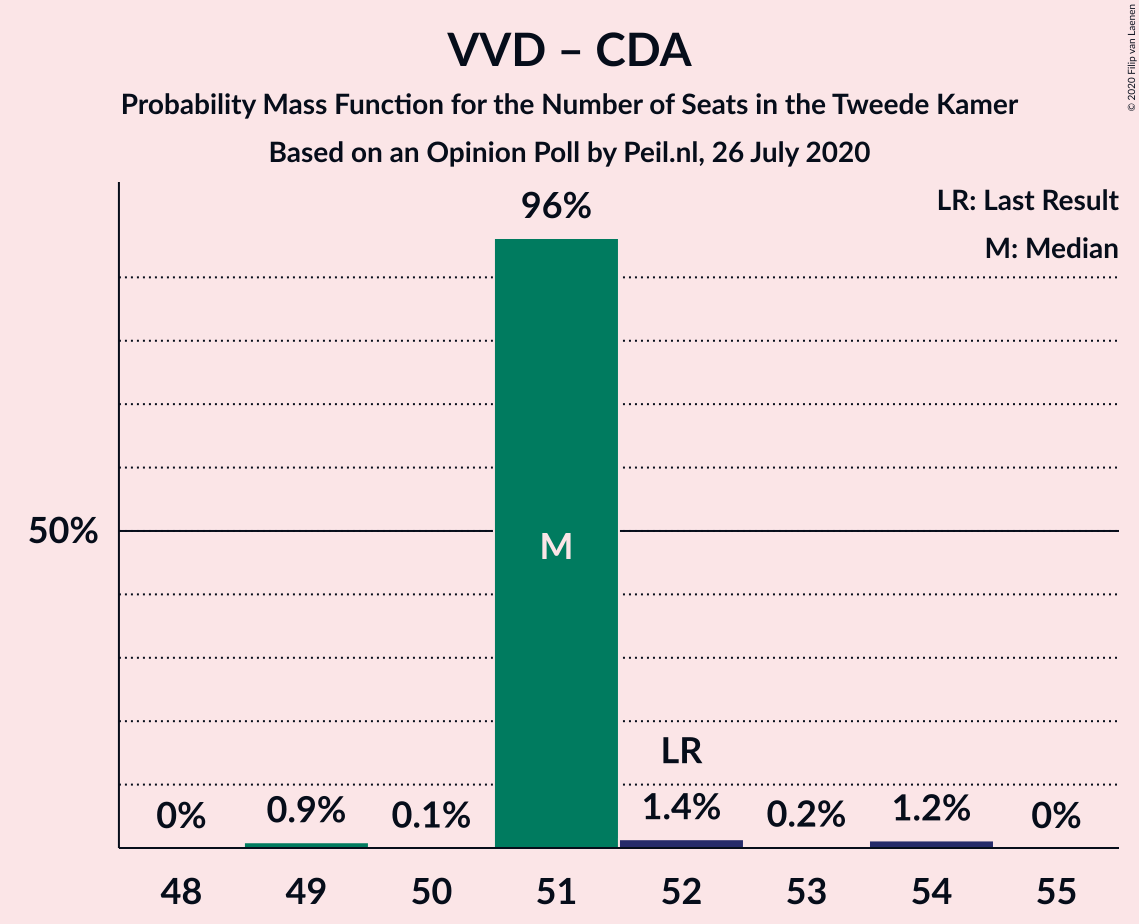 VVD – CDA
Probability Mass Function for the Number of Seats in the Tweede Kamer
Based on an Opinion Poll by Peil.nl, 26 July 2020
© 2020 Filip van Laenen
LR: Last Result
M: Median
96%
50%
M
LR
0%
0.9%
0.1%
1.4%
0.2%
1.2%
0%
48
49
50
51
52
53
54
55